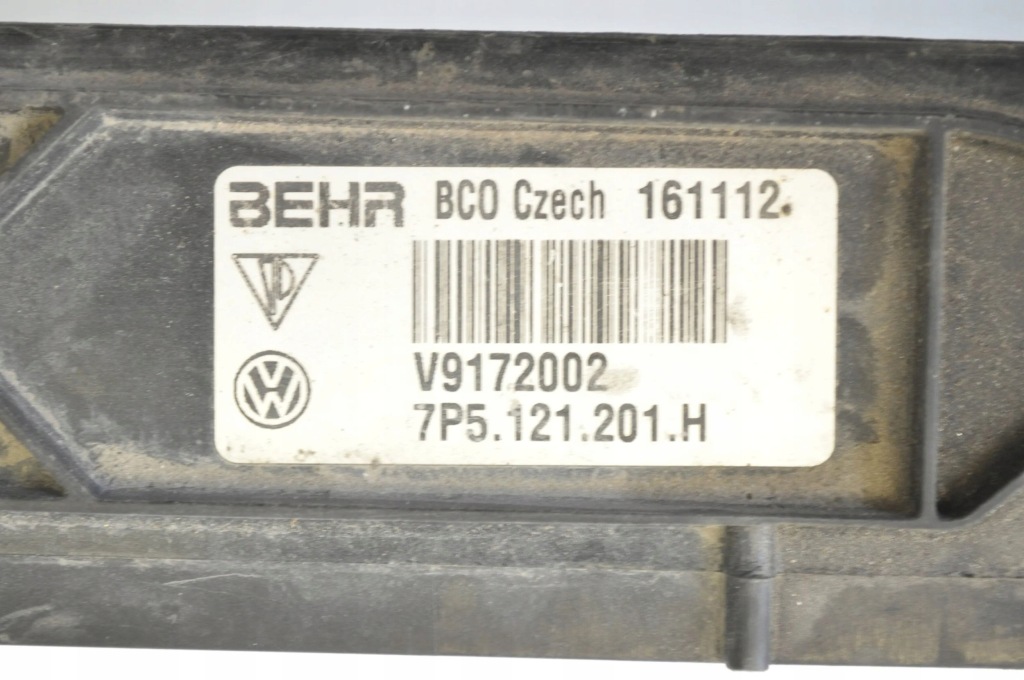 BEHR BCO Czech 161112
V9172002
7P5.121.201.H